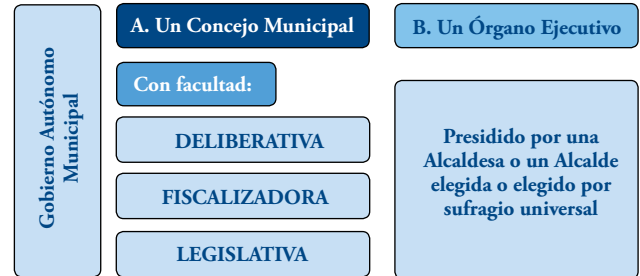 Gobierno Autónomo
Municipal
A. Un Concejo Municipal
Con facultad:
DELIBERATIVA
FISCALIZADORA
LEGISLATIVA
B. Un Órgano Ejecutivo
Presidido por una
Alcaldesa o un Alcalde
elegida o elegido por
sufragio universal